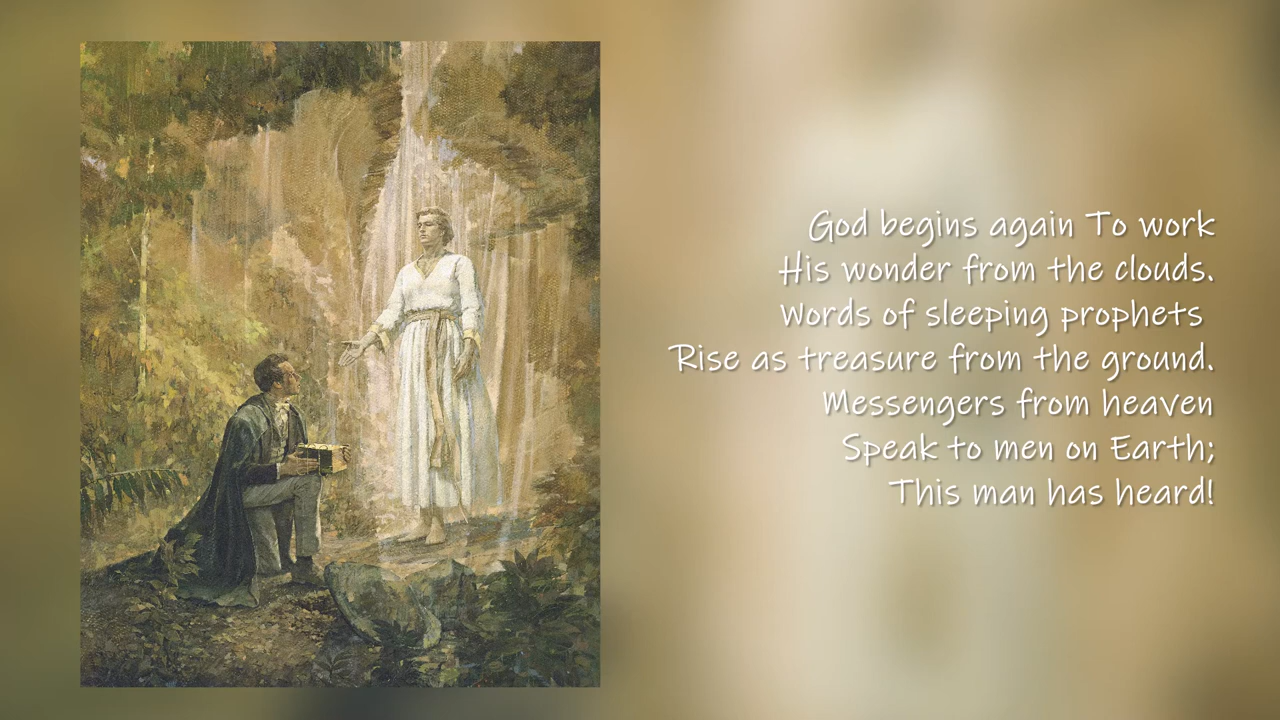 God begins again To work
His wonder from the clouds.
Words of sleeping prophets
Rise as treasure from the ground.
Messengers from heaven
Speak to men on Earth;
This man has heard!